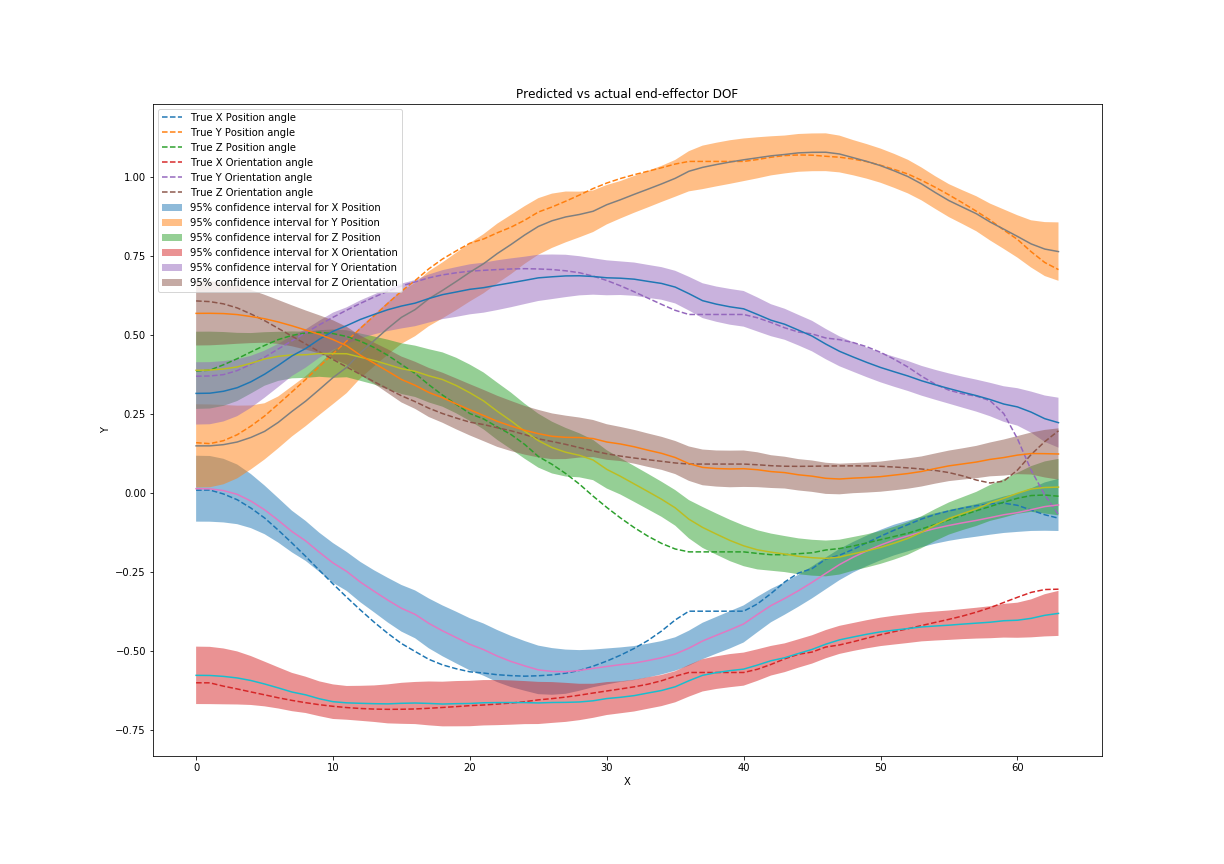 Predicted vs actual end-effector DOF
True X Position angle
True Y Position angle
True Z Position angle
True X Orientation angle
True Y Orientation angle
True Z Orientation angle
95% confidence interval for X Position
95% confidence interval for Y Position
95% confidence interval for Z Position
95% confidence interval for X Orientation
95% confidence interval for Y Orientation
95% confidence interval for Z Orientation
1.00
0.75
0.50
0.25
0.00
−0.25
−0.50
−0.75
Y
0 10 20 30 40 50 60
X